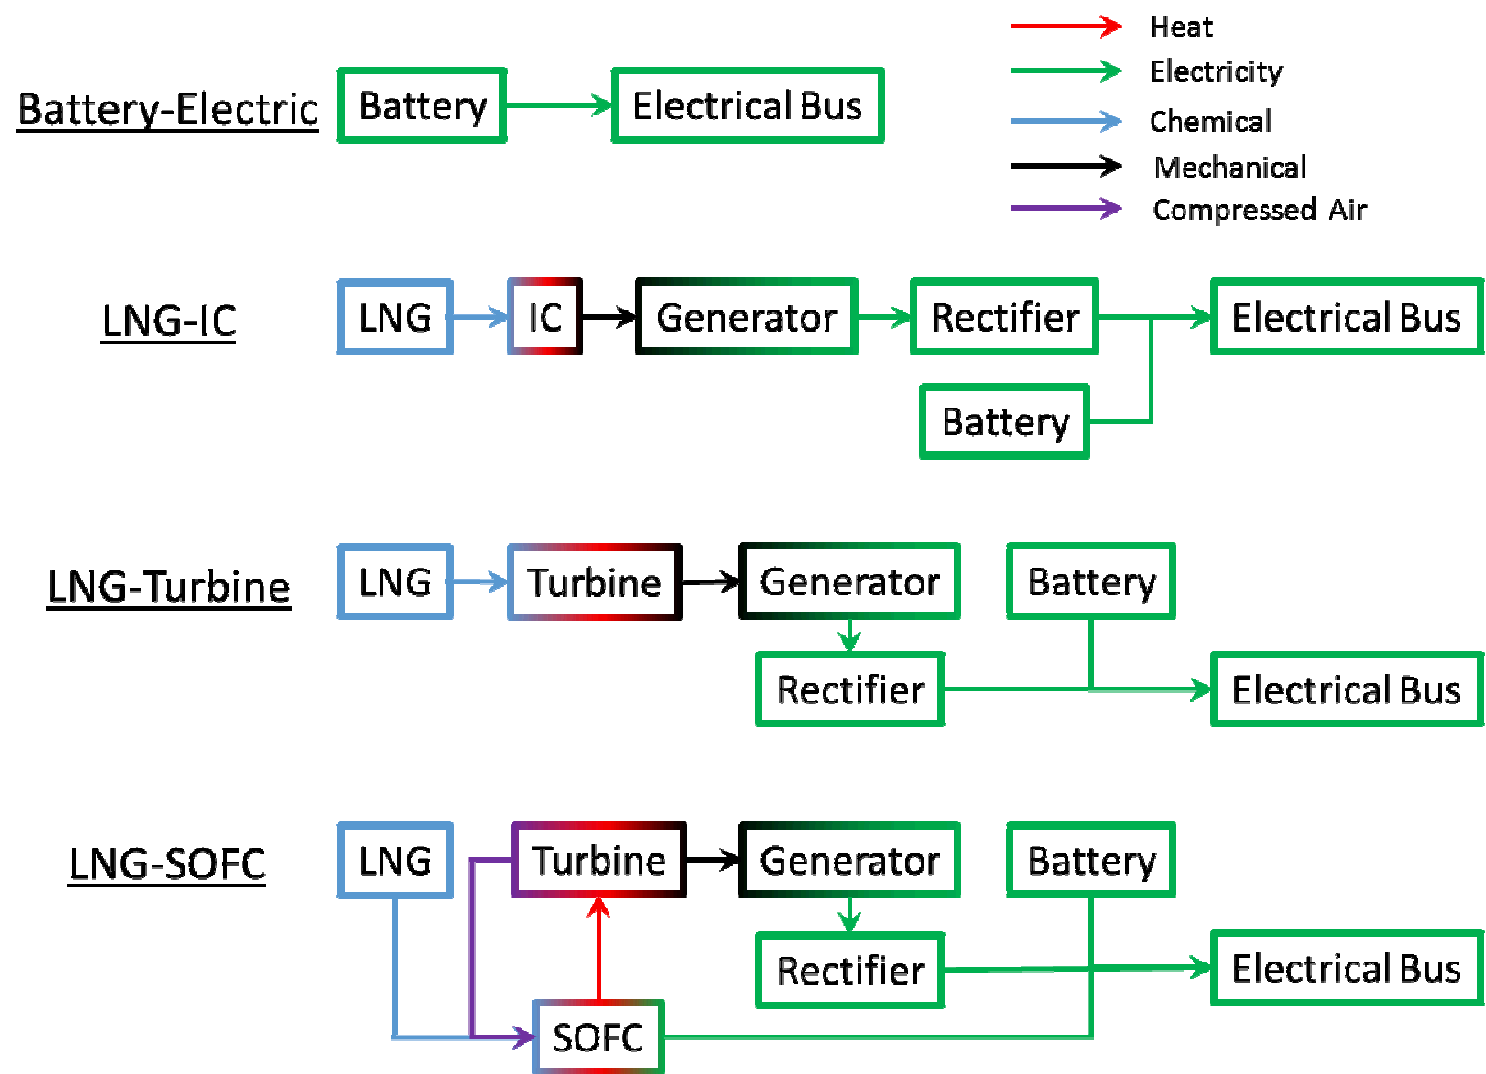 Heat
Electricity
Chemical
Mechanical
Compressed Air
Battery-Electric
Battery
Electrical Bus
LNG-IC
LNG
IC
Generator
Rectifier
Electrical Bus
Battery
LNG-Turbine
LNG
Turbine
Generator
Battery
Rectifier
Electrical Bus
LNG-SOFC
LNG
Turbine
Generator
Battery
Rectifier
Electrical Bus
SOFC